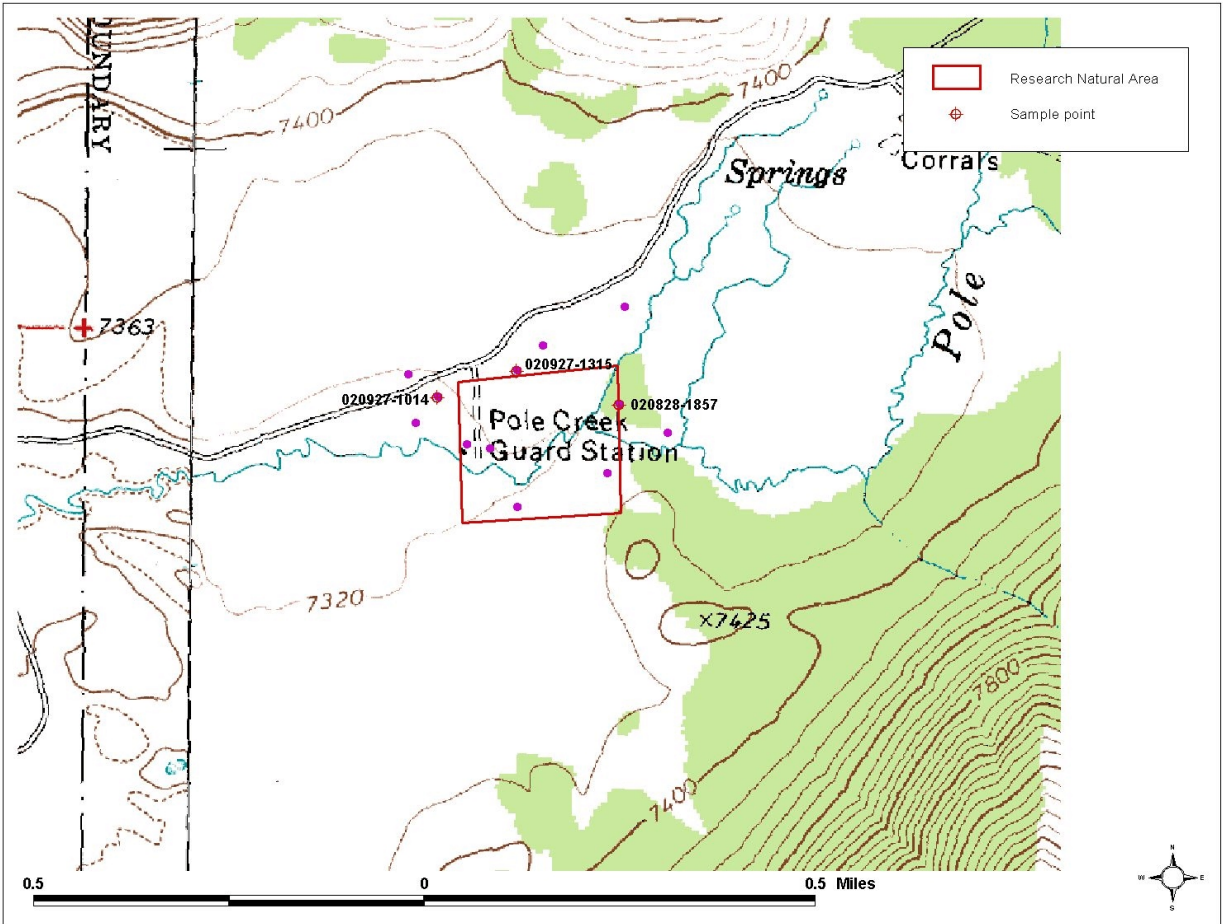 UNDARY
7400
7400
Research Natural Area
Sample point
Springs
Corrals
Pole
7363
020927-1315
020927-1014
020828-1857
Pole Creek
Guard Station
7320
x7425
7800
7400
0.5 0 0.5 Miles
N
W E
S